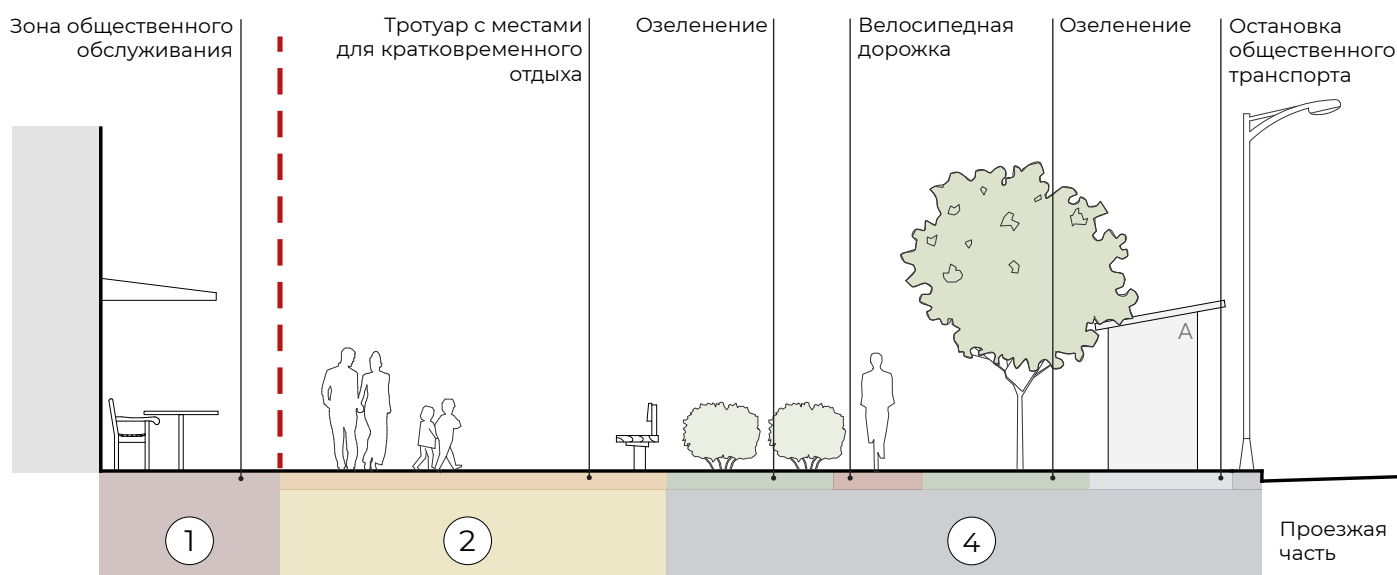 Зона общественного
обслуживания
Тротуар с местами
для кратковременного
отдыха
Озеленение
Велосипедная
дорожка
Озеленение
Остановка
общественного
транспорта
А
1
2
4
Проезжая
часть